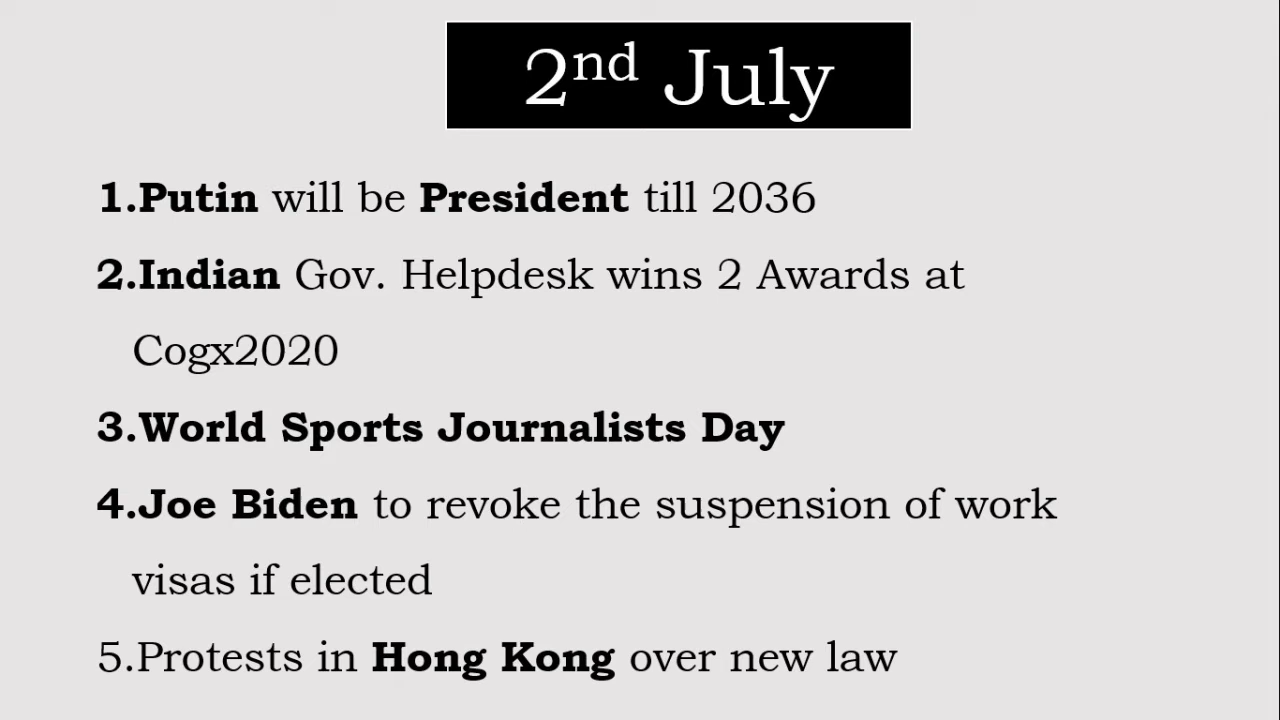 2nd July
1.Putin will be President till 2036
2.Indian Gov. Helpdesk wins 2 Awards at
Cogx2020
3.World Sports Journalists Day
4.Joe Biden to revoke the suspension of work
visas if elected
5.Protests in Hong Kong over new law